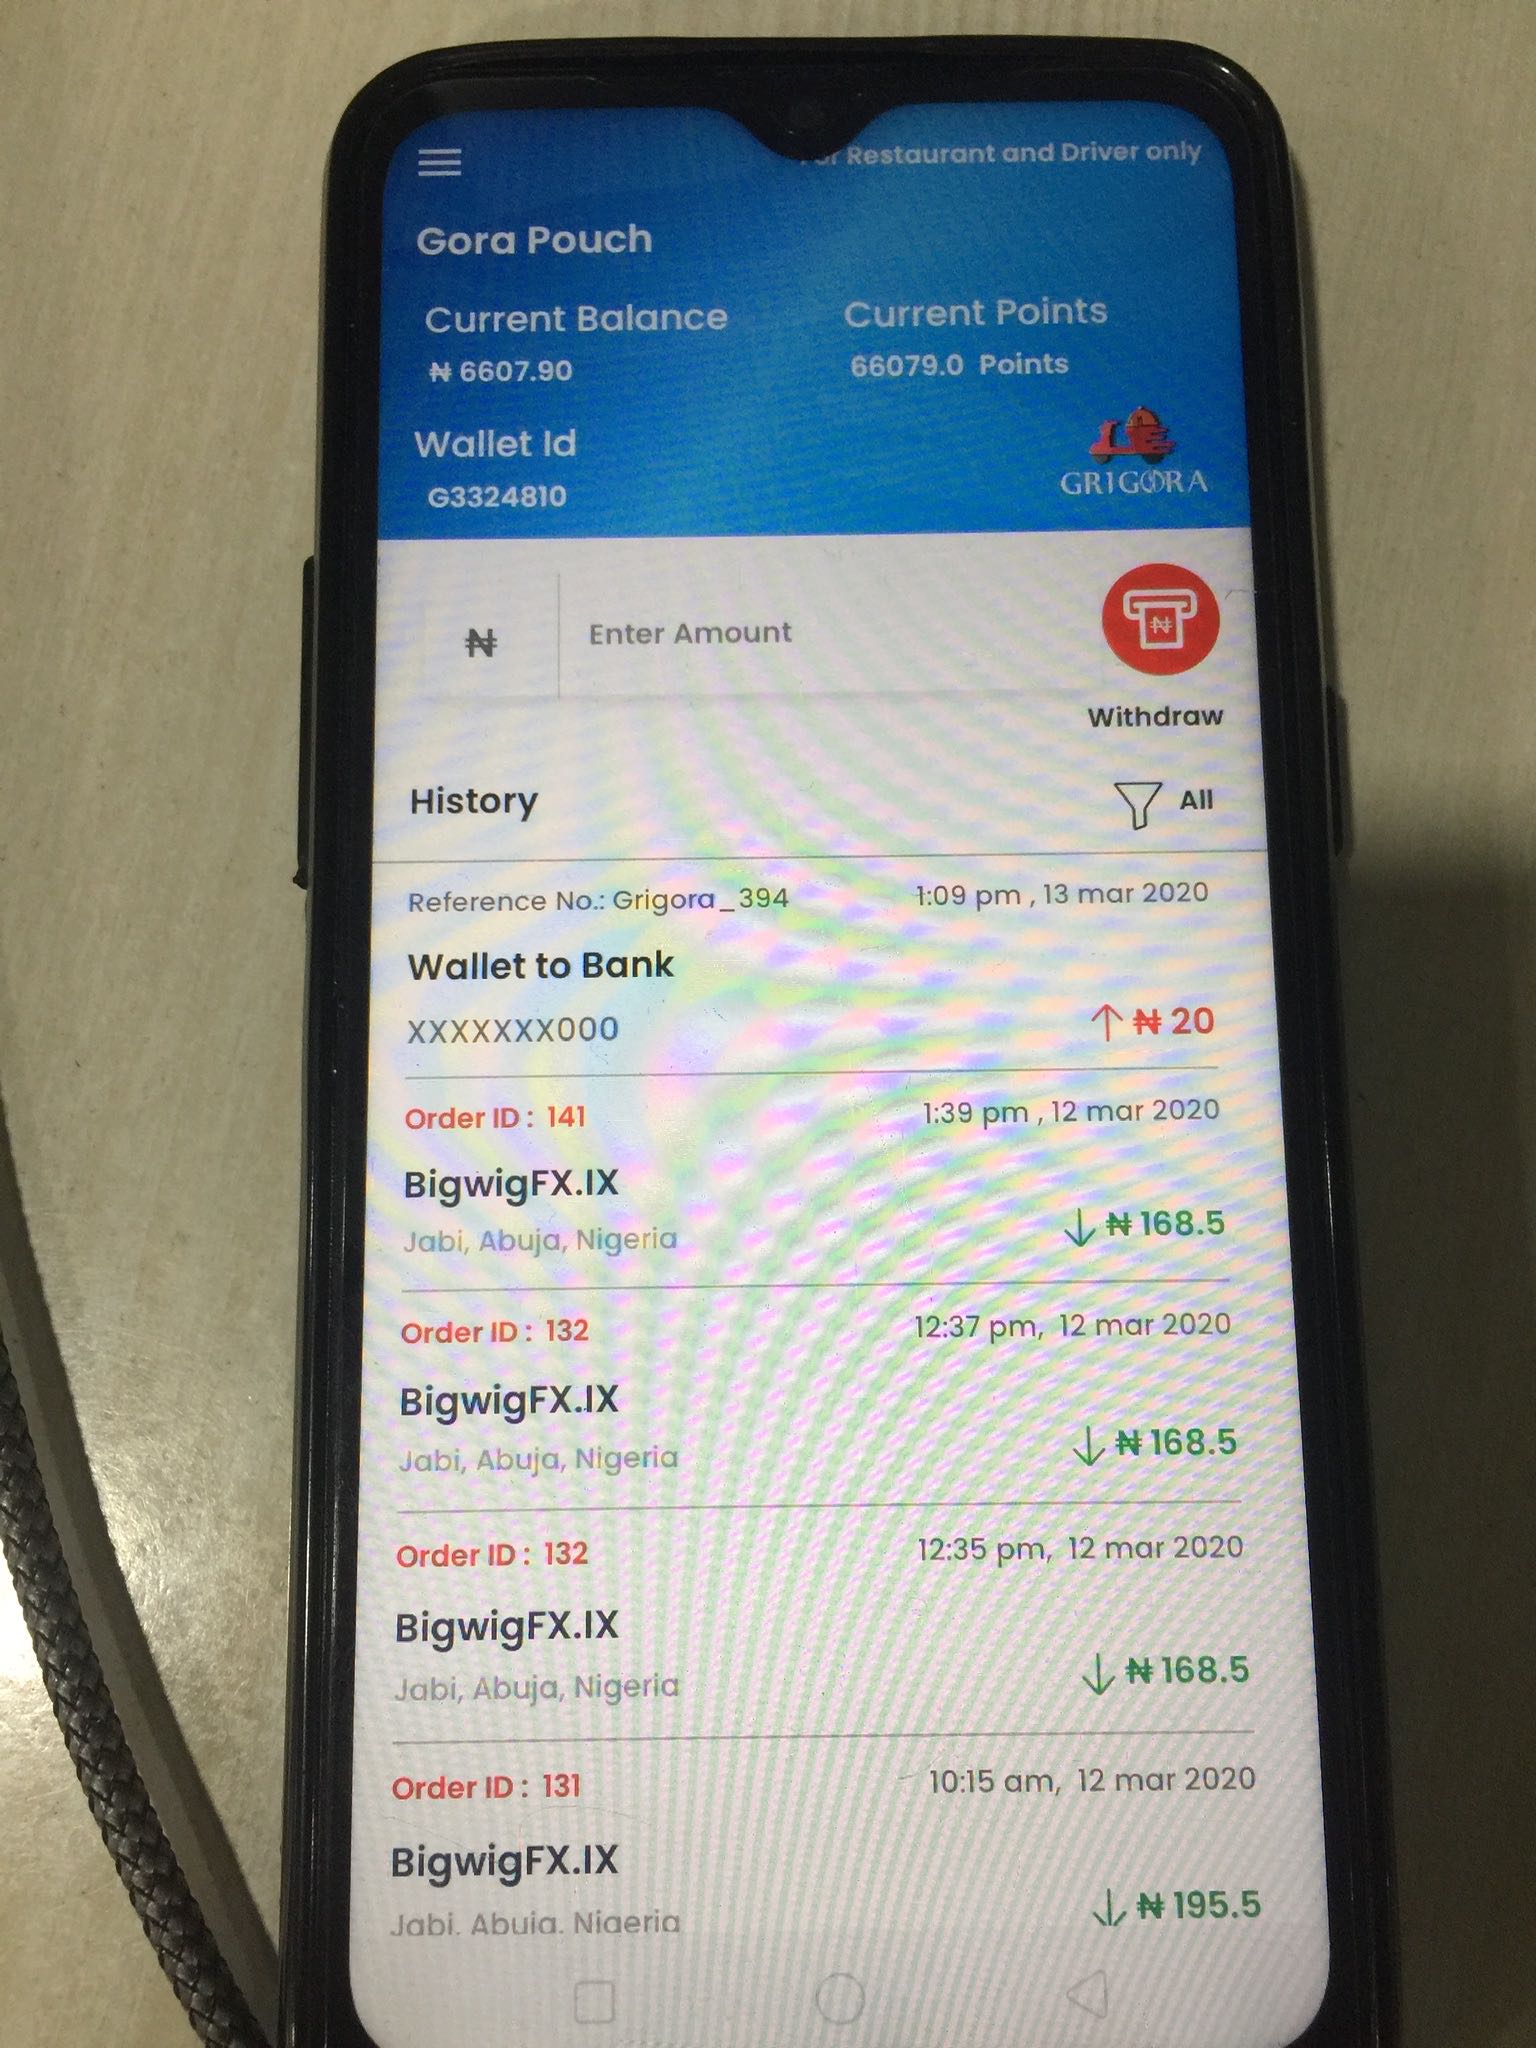 For Restaurant and Driver only
Gora Pouch
Current Balance
Current Points
₦ 6607.90
66079.0 Points
Wallet Id
G3324810
GRIGORA
₦
Enter Amount
₦
Withdraw
History
All
Reference No.: Grigora_394
1:09 pm , 13 mar 2020
Wallet to Bank
XXXXXXX000
↑ ₦ 20
Order ID : 141
1:39 pm , 12 mar 2020
BigwigFX.IX
Jabi, Abuja, Nigeria
↓ ₦ 168.5
Order ID : 132
12:37 pm, 12 mar 2020
BigwigFX.IX
Jabi, Abuja, Nigeria
↓ ₦ 168.5
Order ID : 132
12:35 pm, 12 mar 2020
BigwigFX.IX
Jabi, Abuja, Nigeria
↓ ₦ 168.5
Order ID : 131
10:15 am, 12 mar 2020
BigwigFX.IX
Jabi, Abuja, Nigeria
↓ ₦ 195.5